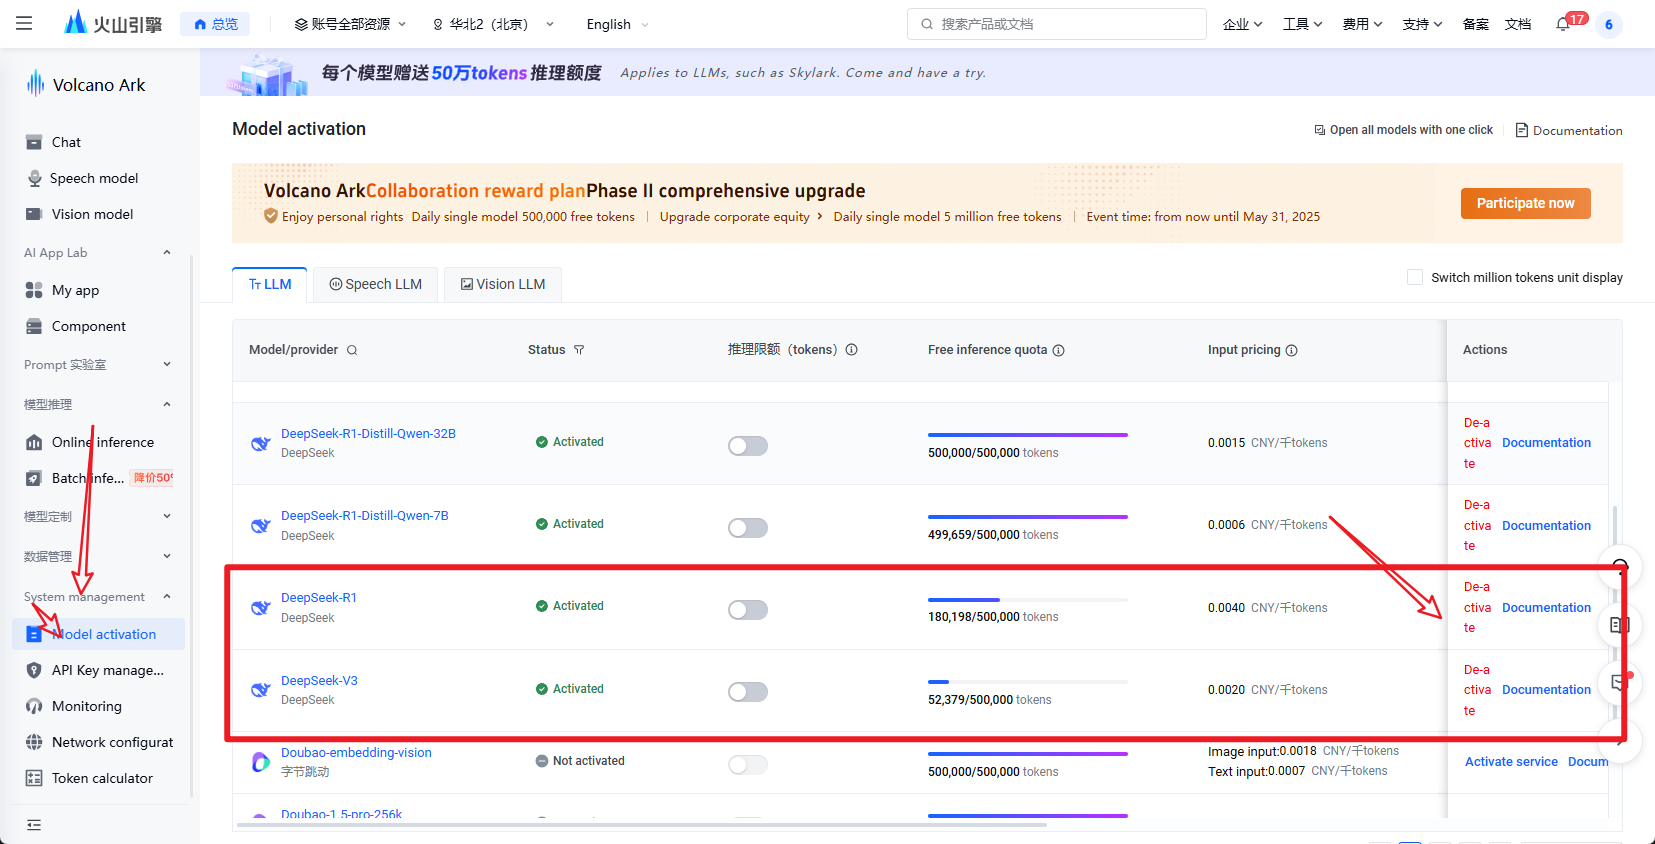 火山引擎
总览
账号全部资源
华北2（北京）
English
搜索产品或文档
企业
工具
费用
支持
备案
文档
17
6
Volcano Ark
Chat
Speech model
Vision model
AI App Lab
My app
Component
Prompt 实验室
模型推理
Online inference
Batch infe...
降价50%
模型定制
数据管理
System management
Model activation
API Key manage...
Monitoring
Network configurat
Token calculator
每个模型赠送50万tokens推理额度
Applies to LLMs, such as Skylark. Come and have a try.
Model activation
Open all models with one click
Documentation
Volcano ArkCollaboration reward planPhase II comprehensive upgrade
Enjoy personal rights Daily single model 500,000 free tokens | Upgrade corporate equity > Daily single model 5 million free tokens | Event time: from now until May 31, 2025
Participate now
LLM
Speech LLM
Vision LLM
Switch million tokens unit display
Model/provider
Status
推理限额（tokens）
Free inference quota
Input pricing
Actions
DeepSeek-R1-Distill-Qwen-32B
DeepSeek
Activated
500,000/500,000 tokens
0.0015 CNY/千tokens
De-a
ctiva
te
Documentation
DeepSeek-R1-Distill-Qwen-7B
DeepSeek
Activated
499,659/500,000 tokens
0.0006 CNY/千tokens
De-a
ctiva
te
Documentation
DeepSeek-R1
DeepSeek
Activated
180,198/500,000 tokens
0.0040 CNY/千tokens
De-a
ctiva
te
Documentation
DeepSeek-V3
DeepSeek
Activated
52,379/500,000 tokens
0.0020 CNY/千tokens
De-a
ctiva
te
Documentation
Doubao-embedding-vision
字节跳动
Not activated
500,000/500,000 tokens
Image input:0.0018 CNY/千tokens
Text input:0.0007 CNY/千tokens
Activate service
Docum
Doubao-1.5-pro-256k